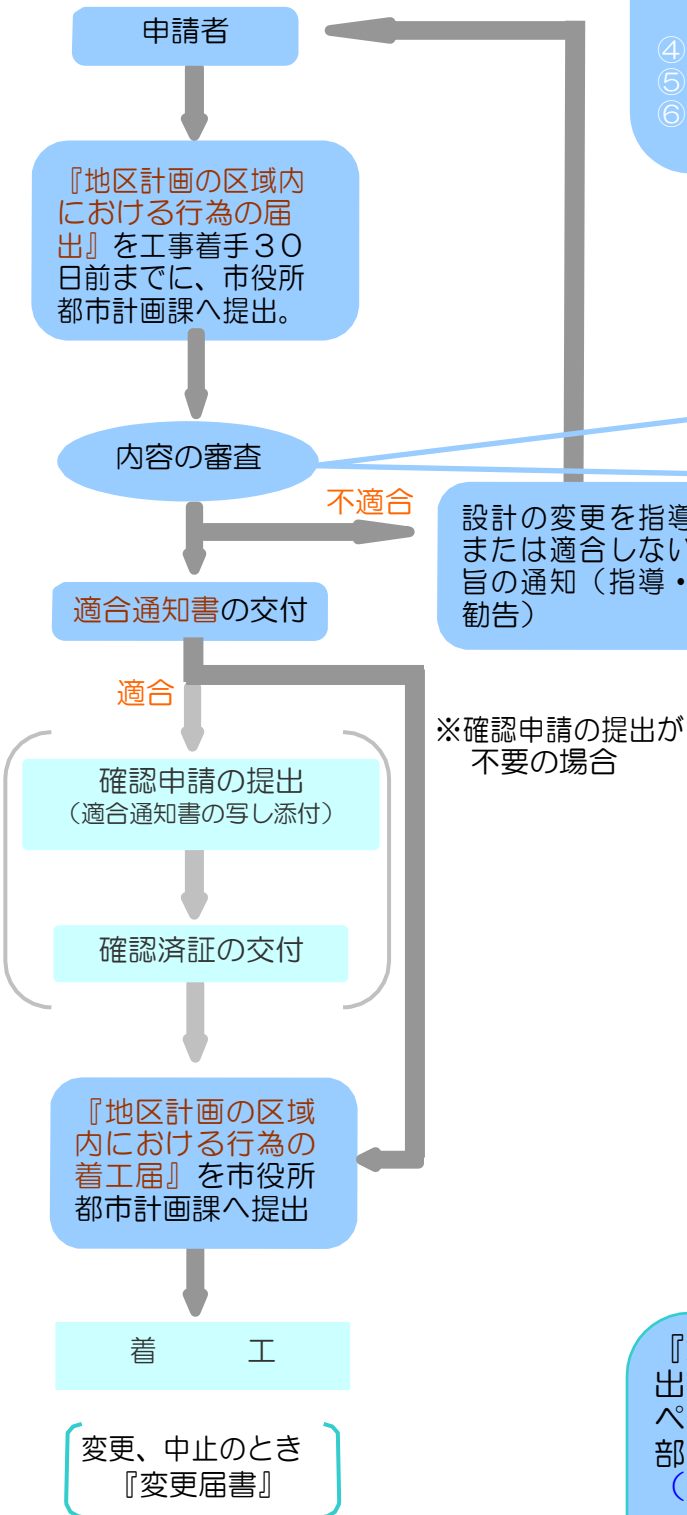 申請者
④
⑤
⑥
『地区計画の区域内
における行為の届
出』を工事着手３０
日前までに、市役所
都市計画課へ提出。
内容の審査
不適合
設計の変更を指導
または適合しない
旨の通知（指導・
勧告）
適合通知書の交付
適合
※確認申請の提出が
不要の場合
確認申請の提出
（適合通知書の写し添付）
確認済証の交付
『地区計画の区域
内における行為の
着工届』を市役所
都市計画課へ提出
着　　　工
『
出
ペ
部
（
変更、中止のとき
『変更届書』